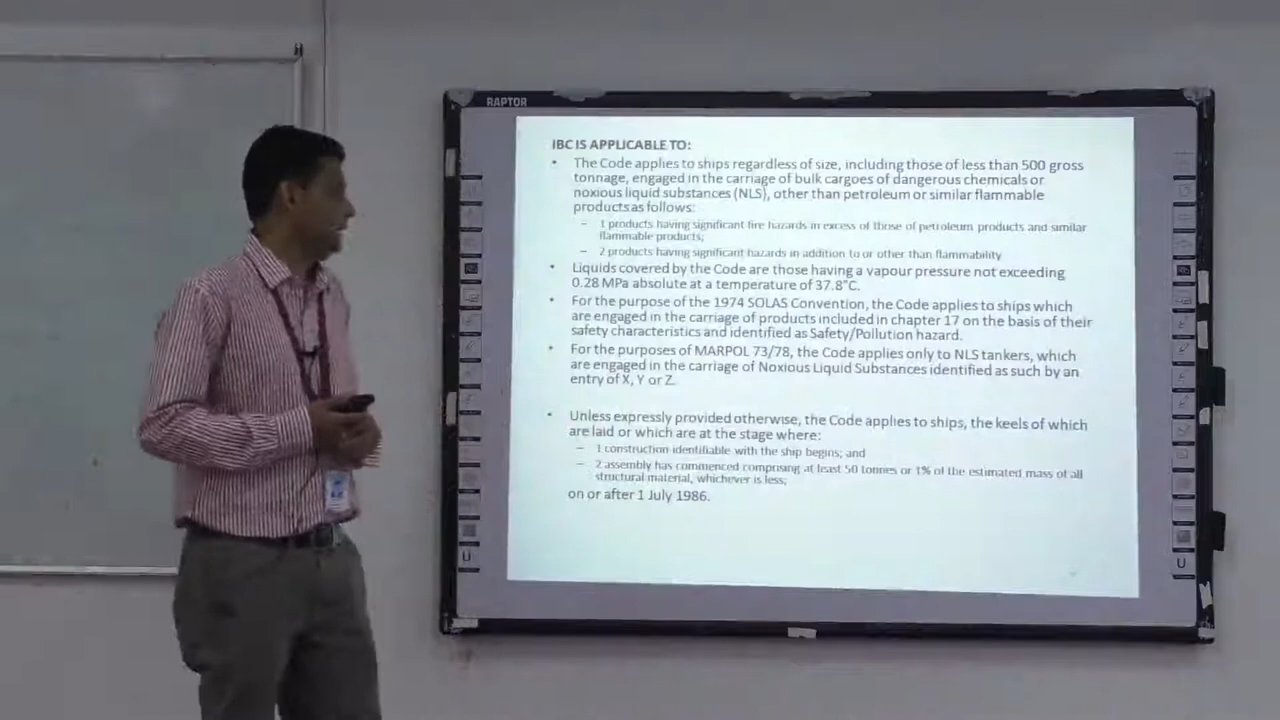 RAPTOR
IBC IS APPLICABLE TO:
• The Code applies to ships regardless of size, including those of less than 500 gross
tonnage, engaged in the carriage of bulk cargoes of dangerous chemicals or
noxious liquid substances (NLS), other than petroleum or similar flammable
products as follows:
– 1 products having significant fire hazards in excess of those of petroleum products and similar
flammable products;
– 2 products having significant hazards in addition to or other than flammability
• Liquids covered by the Code are those having a vapour pressure not exceeding
0.28 MPa absolute at a temperature of 37.8°C.
• For the purpose of the 1974 SOLAS Convention, the Code applies to ships which
are engaged in the carriage of products included in chapter 17 on the basis of their
safety characteristics and identified as Safety/Pollution hazard.
• For the purposes of MARPOL 73/78, the Code applies only to NLS tankers, which
are engaged in the carriage of Noxious Liquid Substances identified as such by an
entry of X, Y or Z.
• Unless expressly provided otherwise, the Code applies to ships, the keels of which
are laid or which are at the stage where:
– 1 construction identifiable with the ship begins; and
– 2 assembly has commenced comprising at least 50 tonnes or 1% of the estimated mass of all
structural material, whichever is less;
on or after 1 July 1986.